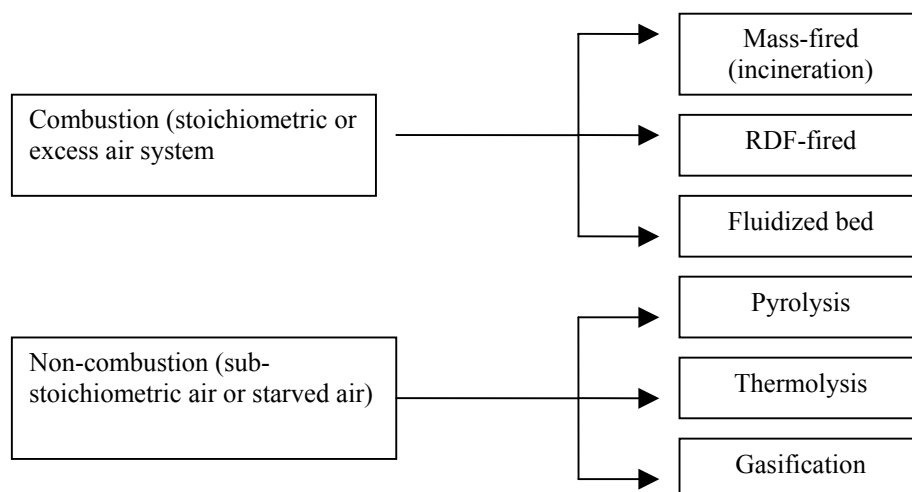 Combustion (stoichiometric or
excess air system
Mass-fired
(incineration)
RDF-fired
Fluidized bed
Non-combustion (sub-
stoichiometric air or starved air)
Pyrolysis
Thermolysis
Gasification